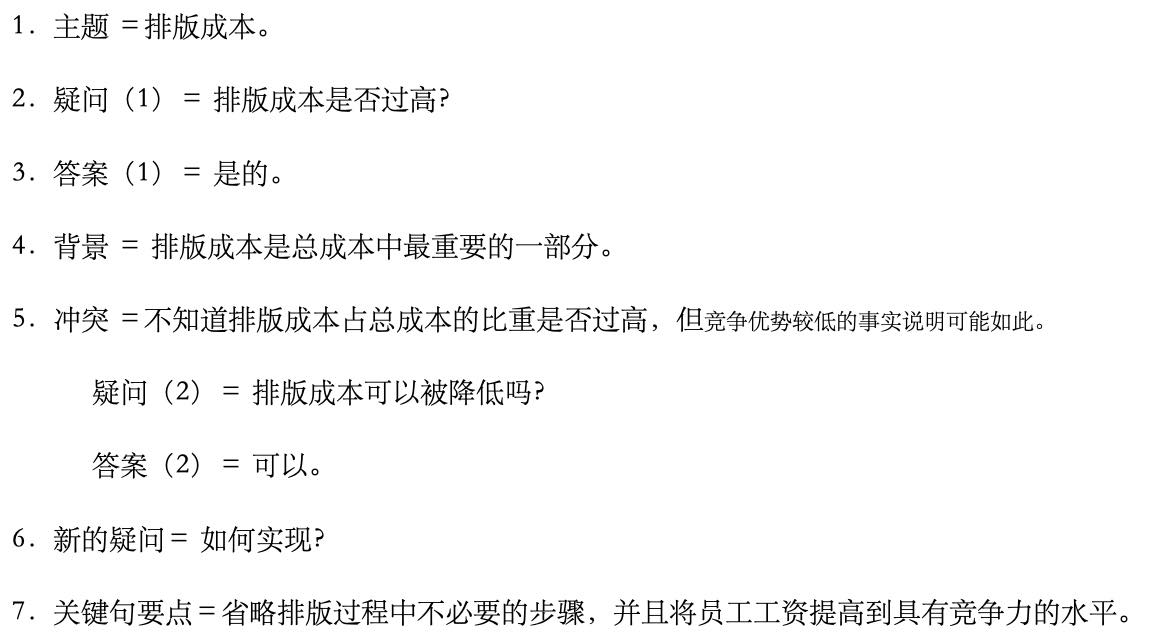 1. 主题 =排版成本。
2. 疑问（1） = 排版成本是否过高?
3. 答案（1） = 是的。
4. 背景 = 排版成本是总成本中最重要的一部分。
5. 冲突 =不知道排版成本占总成本的比重是否过高，但竞争优势较低的事实说明可能如此。
疑问（2） = 排版成本可以被降低吗?
答案（2） = 可以。
6. 新的疑问= 如何实现?
7. 关键句要点=省略排版过程中不必要的步骤，并且将员工工资提高到具有竞争力的水平。